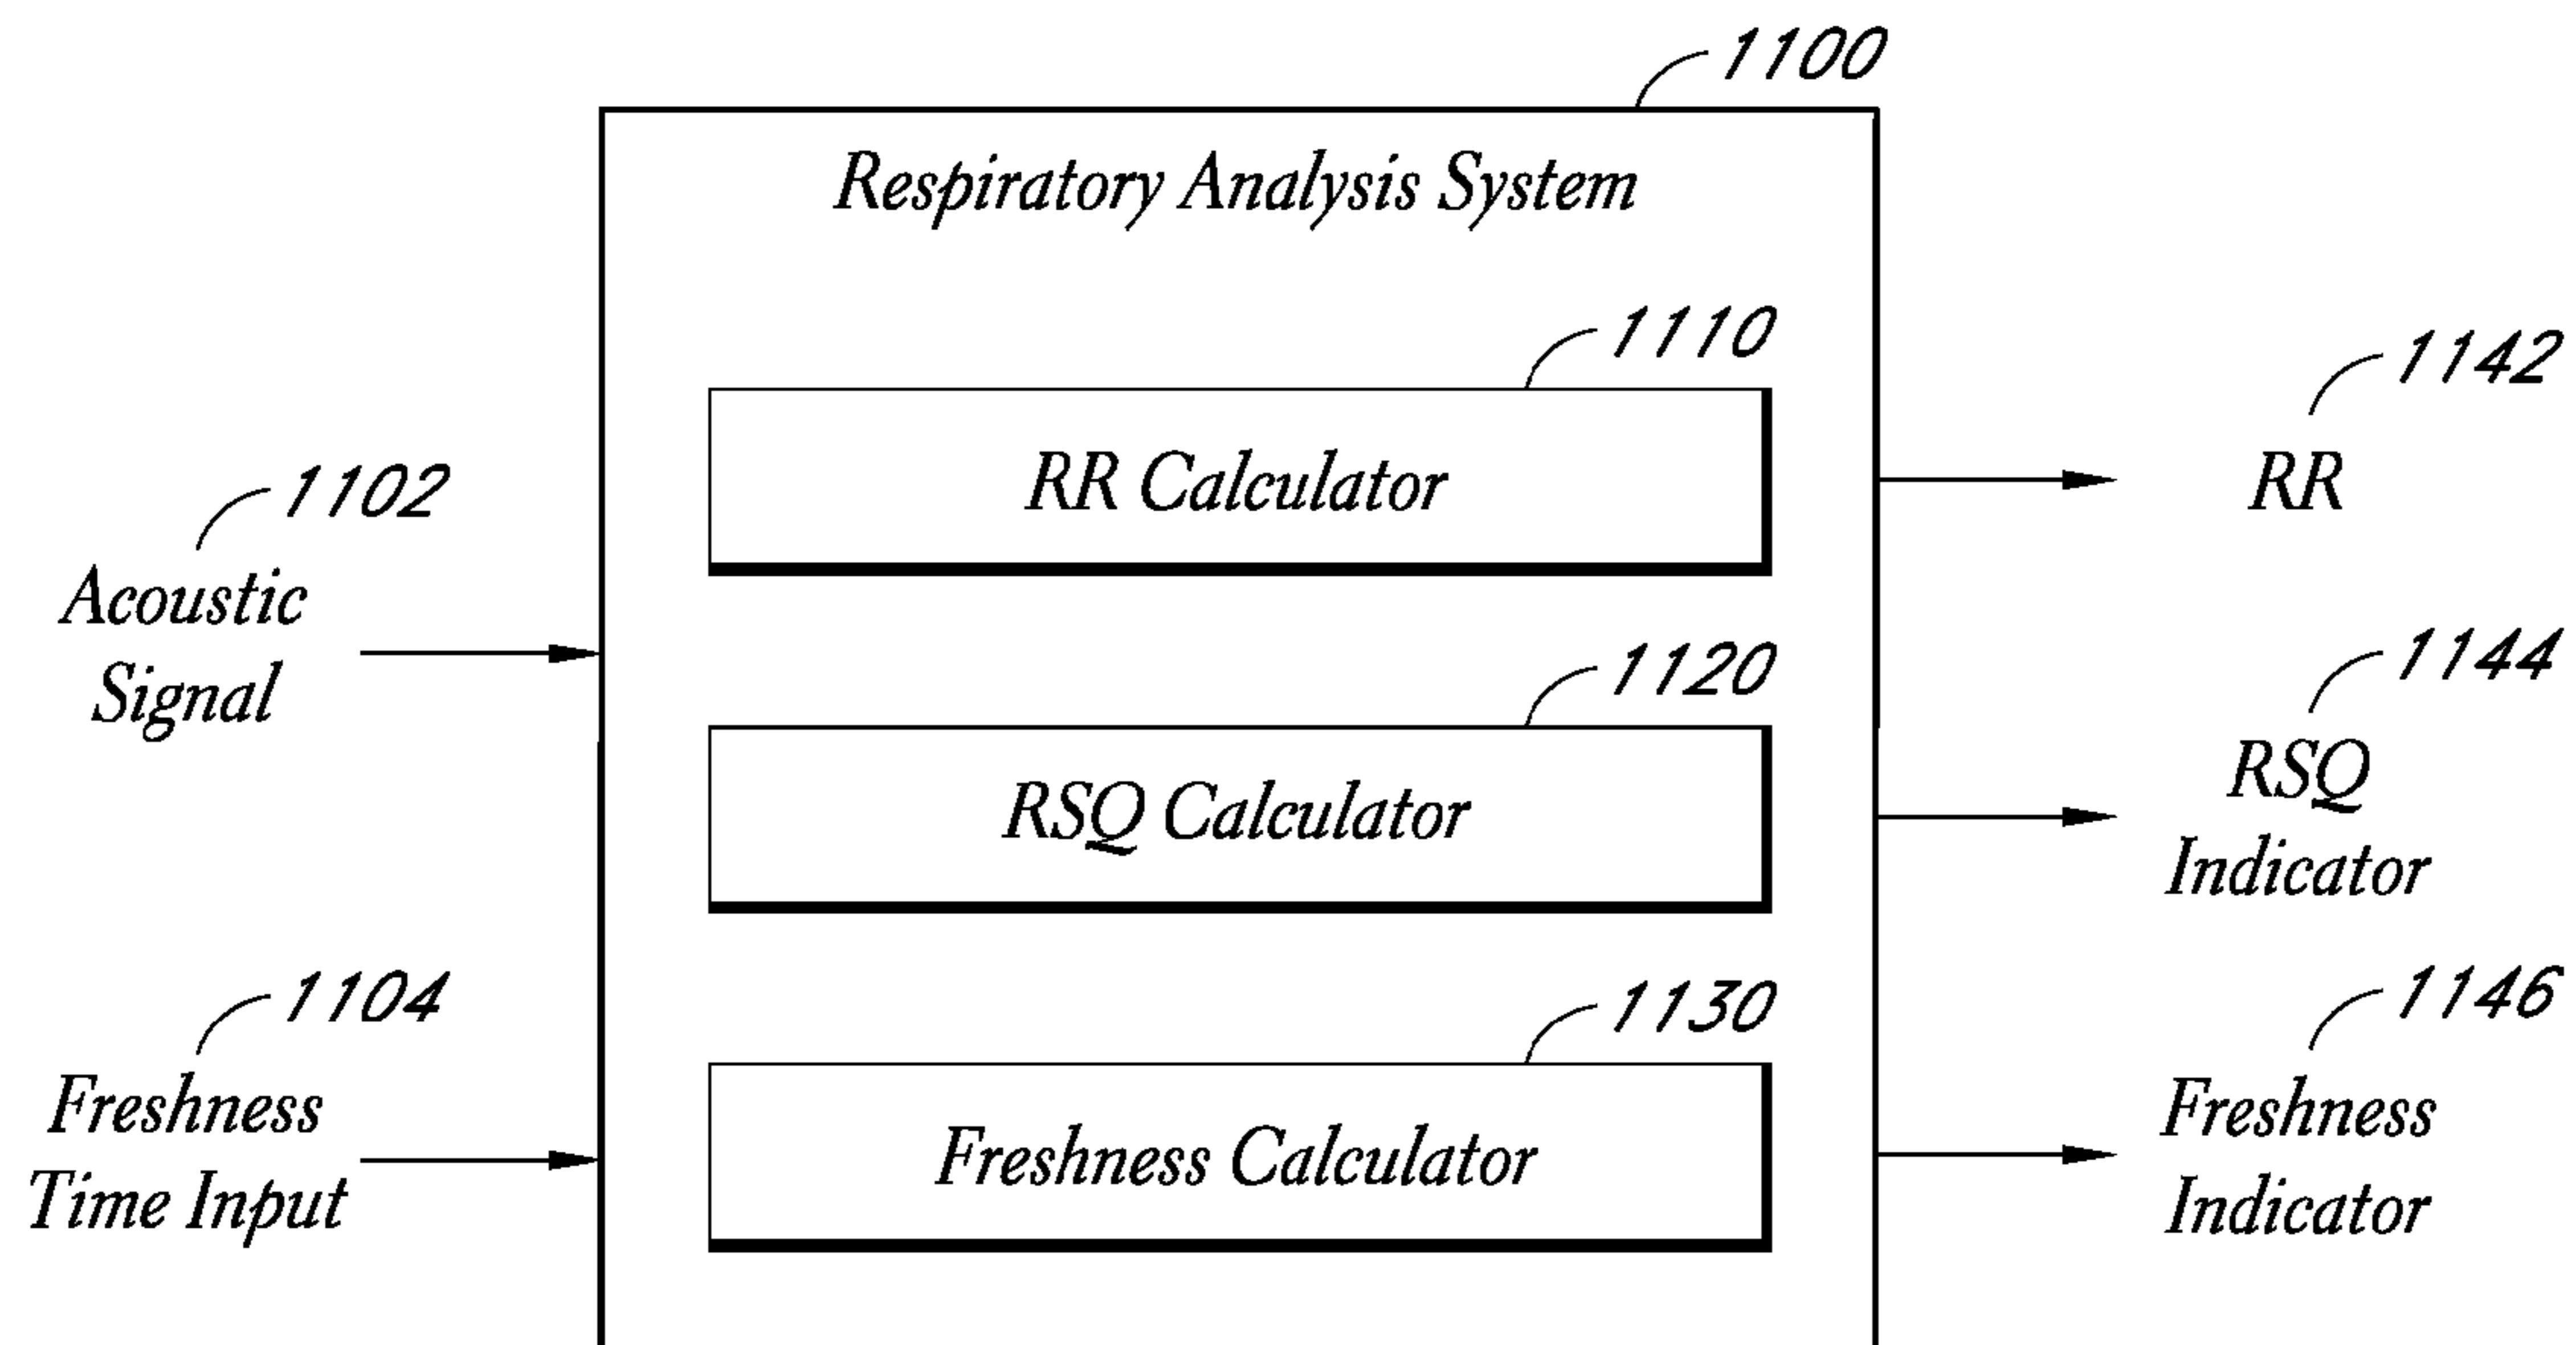 1100
Respiratory Analysis System
1110
RR Calculator
1142
RR
1102
Acoustic
Signal
1120
RSQ Calculator
1144
RSQ
Indicator
1104
Freshness
Time Input
1130
Freshness Calculator
1146
Freshness
Indicator